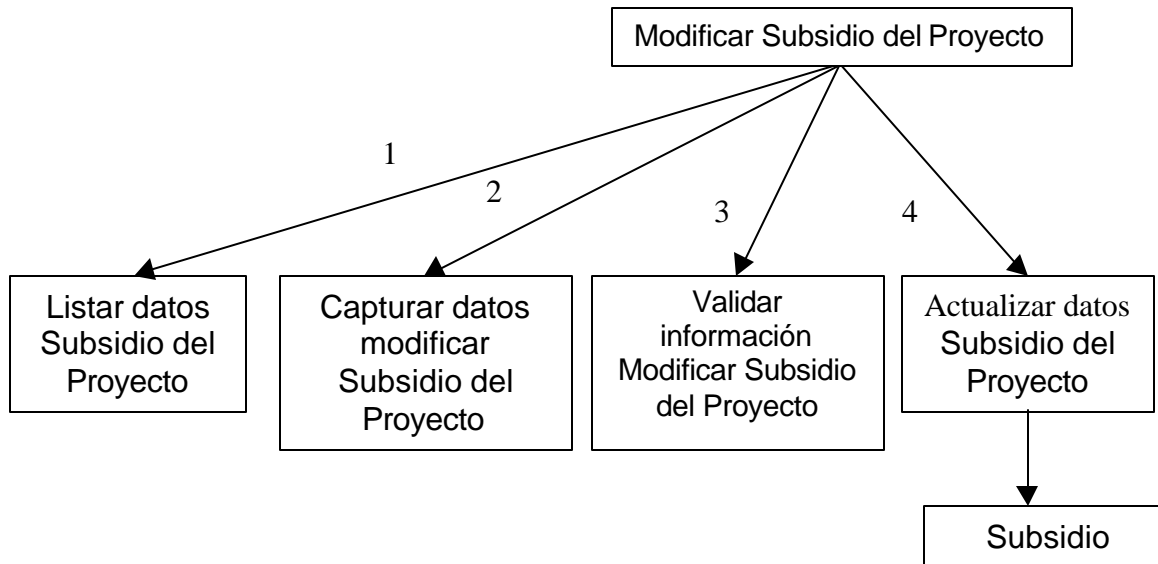 Modificar Subsidio del Proyecto
1
2
3
4
Listar datos
Subsidio del
Proyecto
Capturar datos
modificar
Subsidio del
Proyecto
Validar
información
Modificar Subsidio
del Proyecto
Actualizar datos
Subsidio del
Proyecto
Subsidio